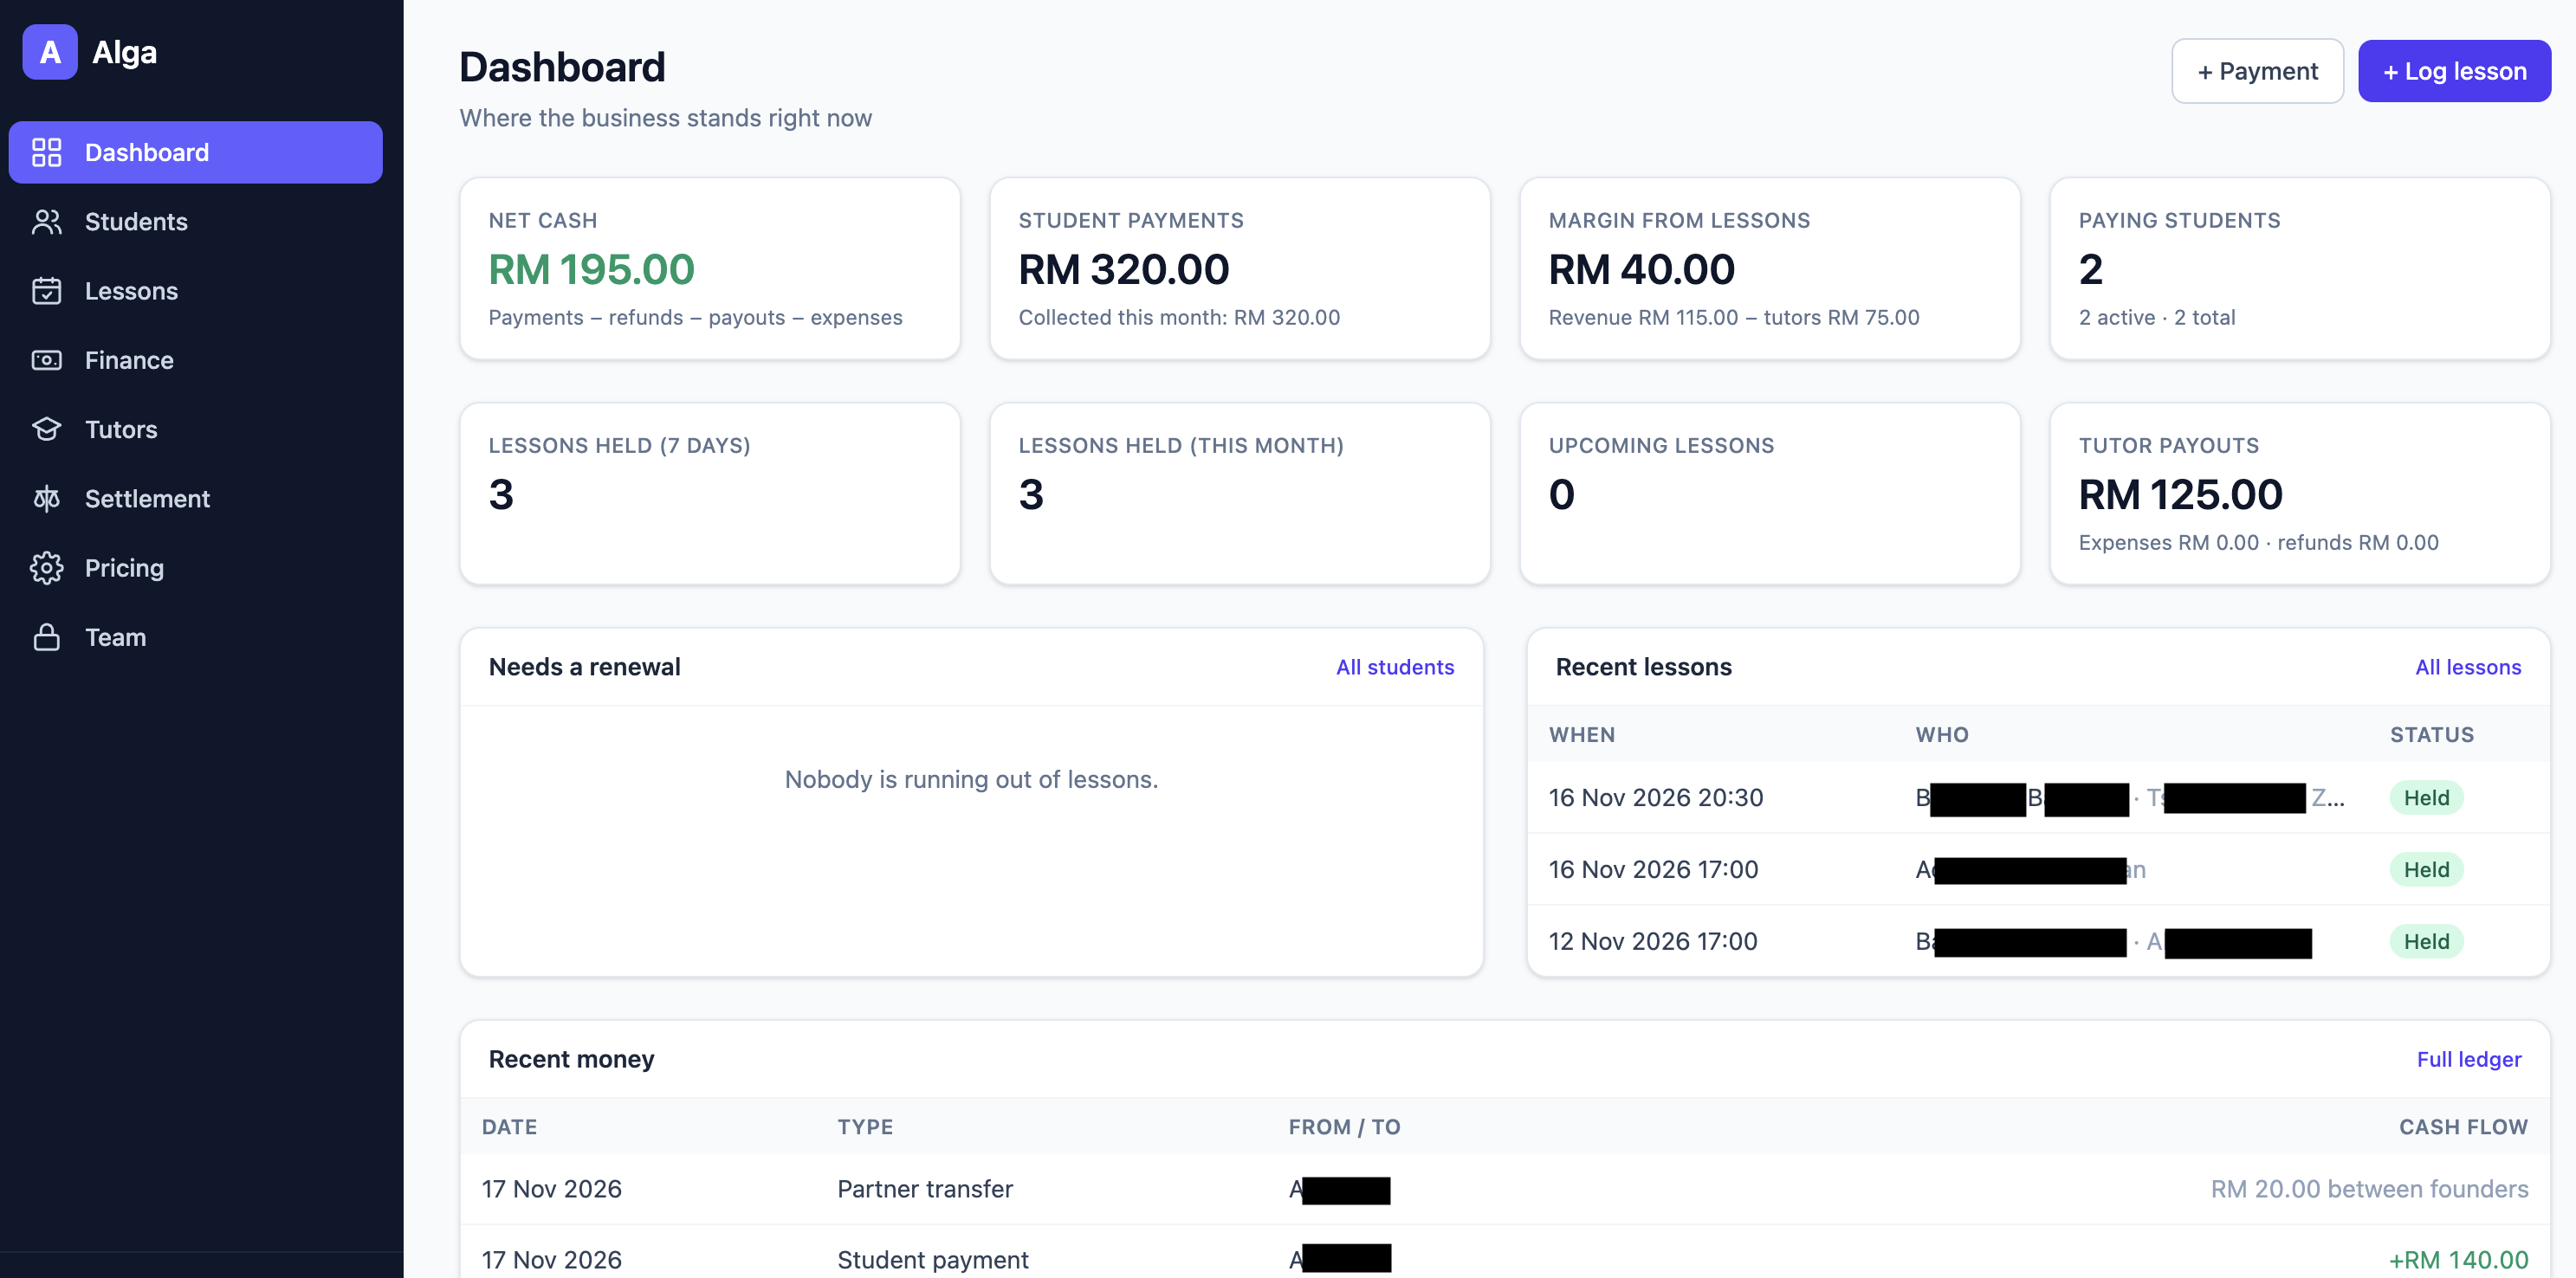 A Alga
Dashboard
Students
Lessons
Finance
Tutors
Settlement
Pricing
Team
Dashboard
Where the business stands right now
+ Payment
+ Log lesson
NET CASH
RM 195.00
Payments – refunds – payouts – expenses
STUDENT PAYMENTS
RM 320.00
Collected this month: RM 320.00
MARGIN FROM LESSONS
RM 40.00
Revenue RM 115.00 – tutors RM 75.00
PAYING STUDENTS
2
2 active · 2 total
LESSONS HELD (7 DAYS)
3
LESSONS HELD (THIS MONTH)
3
UPCOMING LESSONS
0
TUTOR PAYOUTS
RM 125.00
Expenses RM 0.00 · refunds RM 0.00
Needs a renewal
All students
Nobody is running out of lessons.
Recent lessons
All lessons
WHEN WHO STATUS
16 Nov 2026 20:30 Held
16 Nov 2026 17:00 Held
12 Nov 2026 17:00 Held
Recent money
Full ledger
DATE TYPE FROM / TO CASH FLOW
17 Nov 2026 Partner transfer RM 20.00 between founders
17 Nov 2026 Student payment +RM 140.00